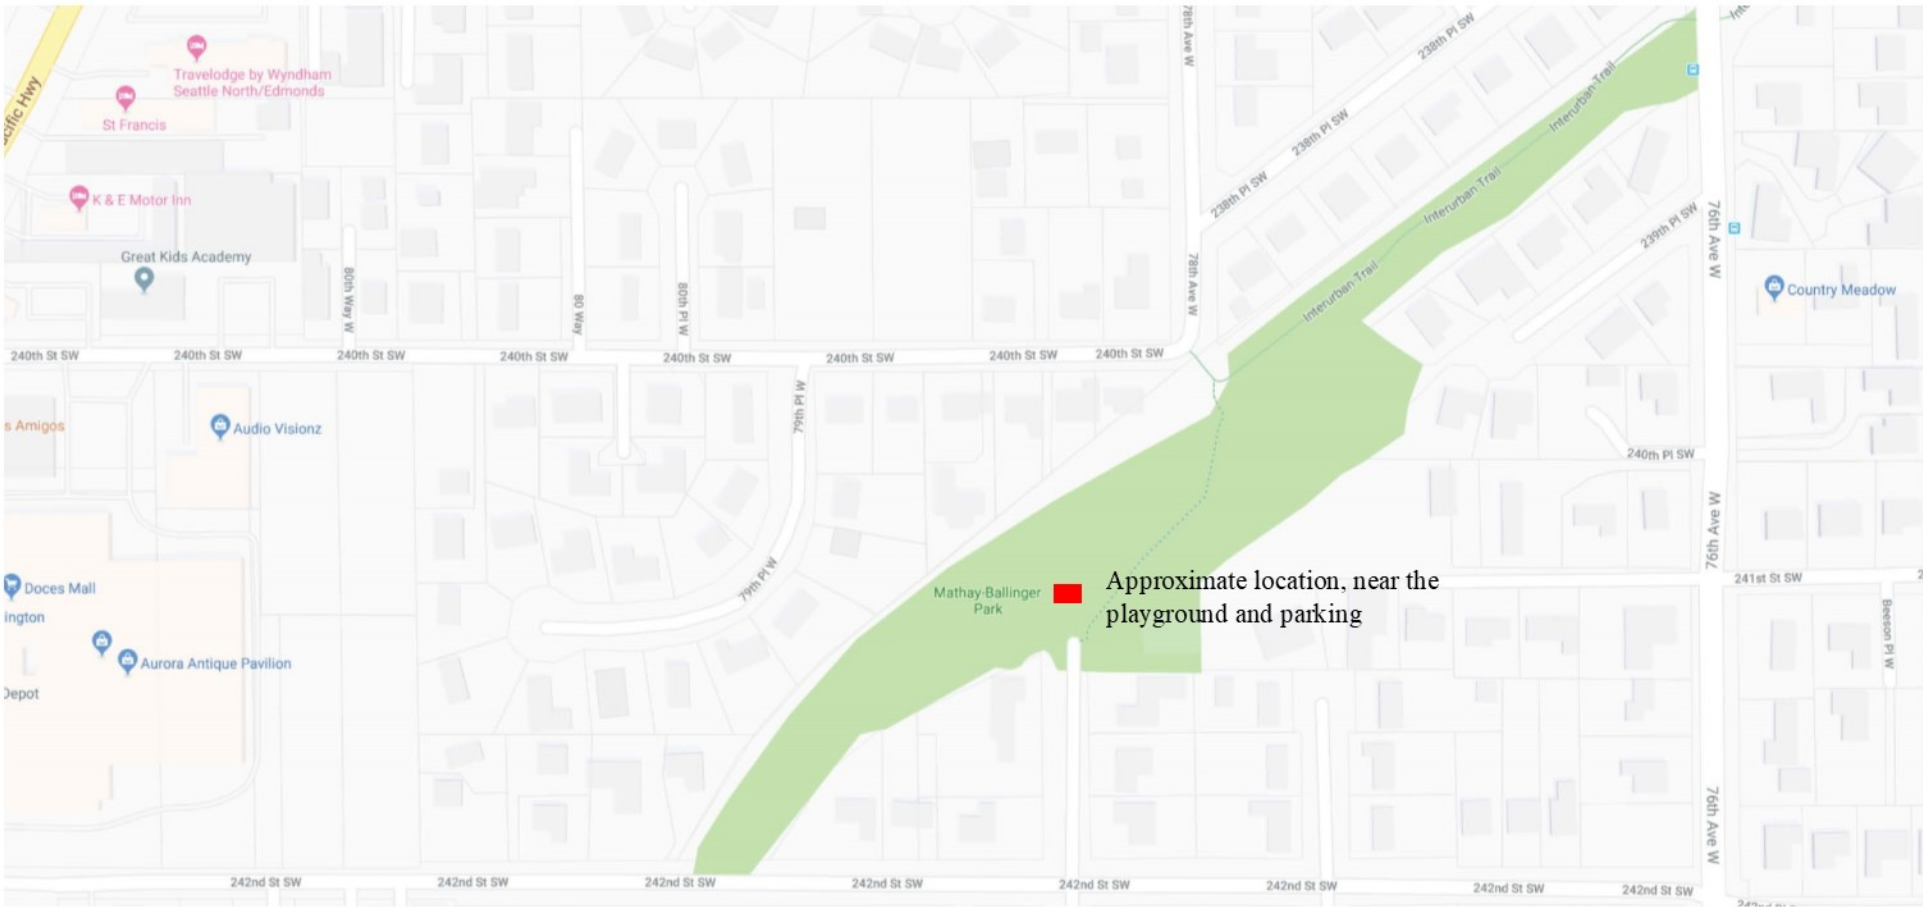 78th Ave W
238th Pl SW
Travelodge by Wyndham
Seattle North/Edmonds
cific Hwy
St Francis
Interurban Trail
238th Pl SW
Interurban Trail
238th Pl SW
K & E Motor Inn
239th Pl SW
76th Ave W
Great Kids Academy
80th Way W
80 Way
80th Pl W
78th Ave W
Interurban Trail
Country Meadow
240th St SW
240th St SW
240th St SW
240th St SW
240th St SW
240th St SW
240th St SW
240th St SW
79th Pl W
s Amigos
Audio Visionz
240th Pl SW
76th Ave W
79th Pl W
Doces Mall
ington
Mathay-Ballinger
Park
Approximate location, near the
playground and parking
241st St SW
Beeson Pl W
Aurora Antique Pavilion
Depot
76th Ave W
242nd St SW
242nd St SW
242nd St SW
242nd St SW
242nd St SW
242nd St SW
242nd St SW
242nd St SW